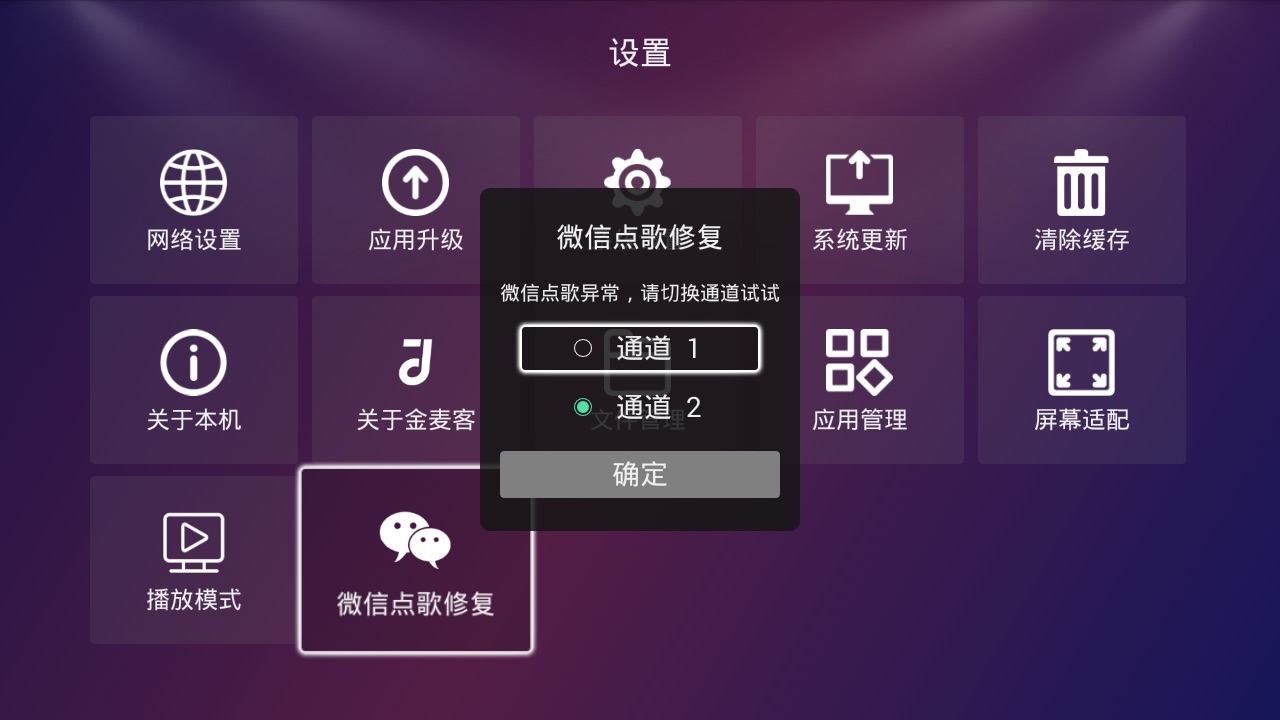 设置
网络设置
应用升级
系统更新
清除缓存
关于本机
关于金麦客
文件管理
应用管理
屏幕适配
播放模式
微信点歌修复
微信点歌修复
微信点歌异常，请切换通道试试
通道 1
通道 2
确定